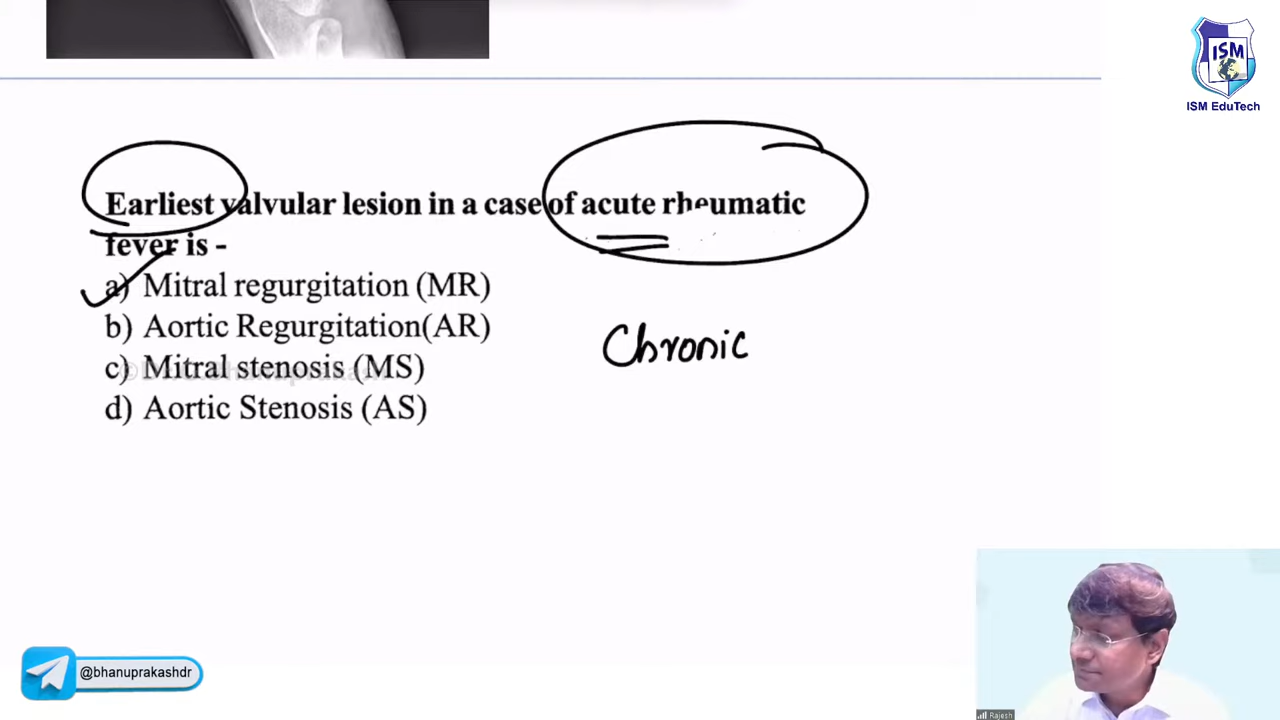 ISM
ISM EduTech
Earliest valvular lesion in a case of acute rheumatic
fever is -
a) Mitral regurgitation (MR)
b) Aortic Regurgitation(AR)
Chronic
c) Mitral stenosis (MS)
d) Aortic Stenosis (AS)
@bhanuprakashdr
Rajesh